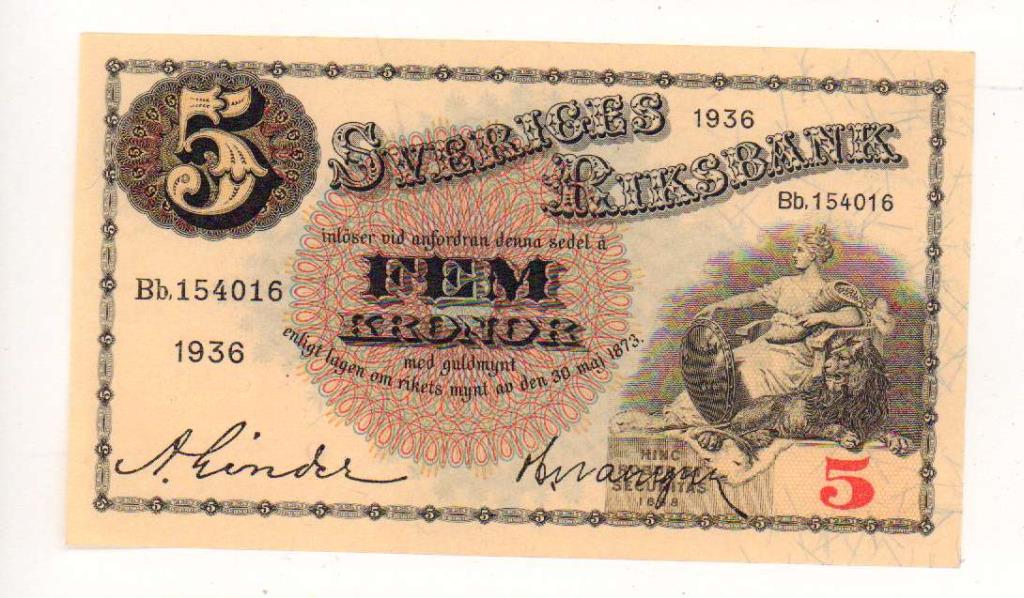 5
SVERIGES
RIKSBANK
1936
Bb.154016
inlöser vid anfordran denna sedel å
FEM
KRONOR
med guldmynt
enligt lagen om rikets mynt av den 30 maj 1873.
Bb.154016
1936
HINC
SECURITAS
5